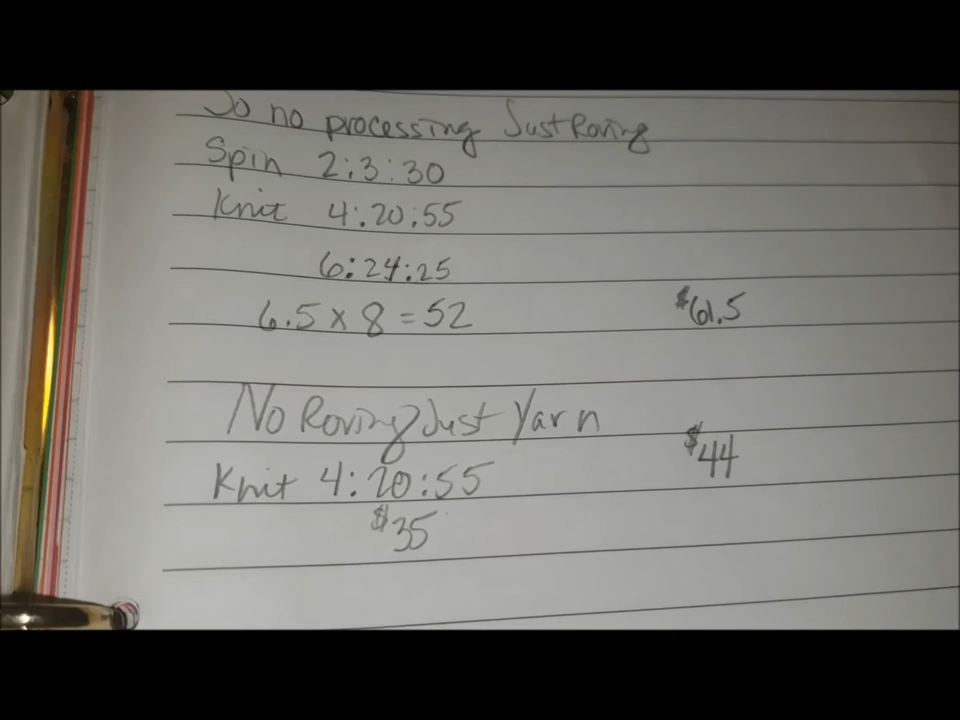 So no processing Just Roving
Spin 2:3:30
Knit 4:20:55
6:24:25
6.5 x 8 = 52 $61.5
No Roving Just Yarn
$44
Knit 4:20:55
$35